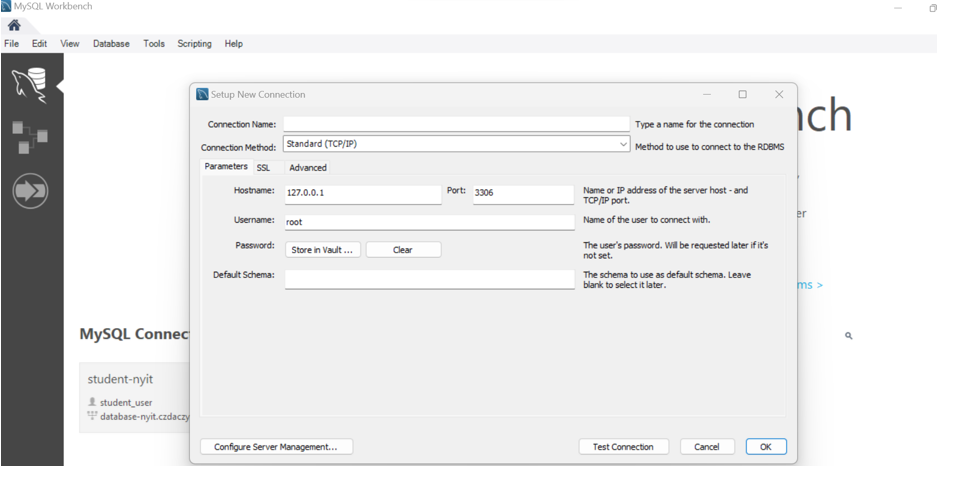 MySQL Workbench
File Edit View Database Tools Scripting Help
Setup New Connection
Connection Name: Type a name for the connection
Connection Method: Standard (TCP/IP) Method to use to connect to the RDBMS
Parameters SSL Advanced
Hostname: 127.0.0.1 Port: 3306 Name or IP address of the server host - and
TCP/IP port.
Username: root Name of the user to connect with.
Password: Store in Vault ... Clear The user's password. Will be requested later if it's
not set.
Default Schema: The schema to use as default schema. Leave
blank to select it later.
Configure Server Management... Test Connection Cancel OK
nch
er
ms >
MySQL Connec
student-nyit
student_user
database-nyit.czdaczy